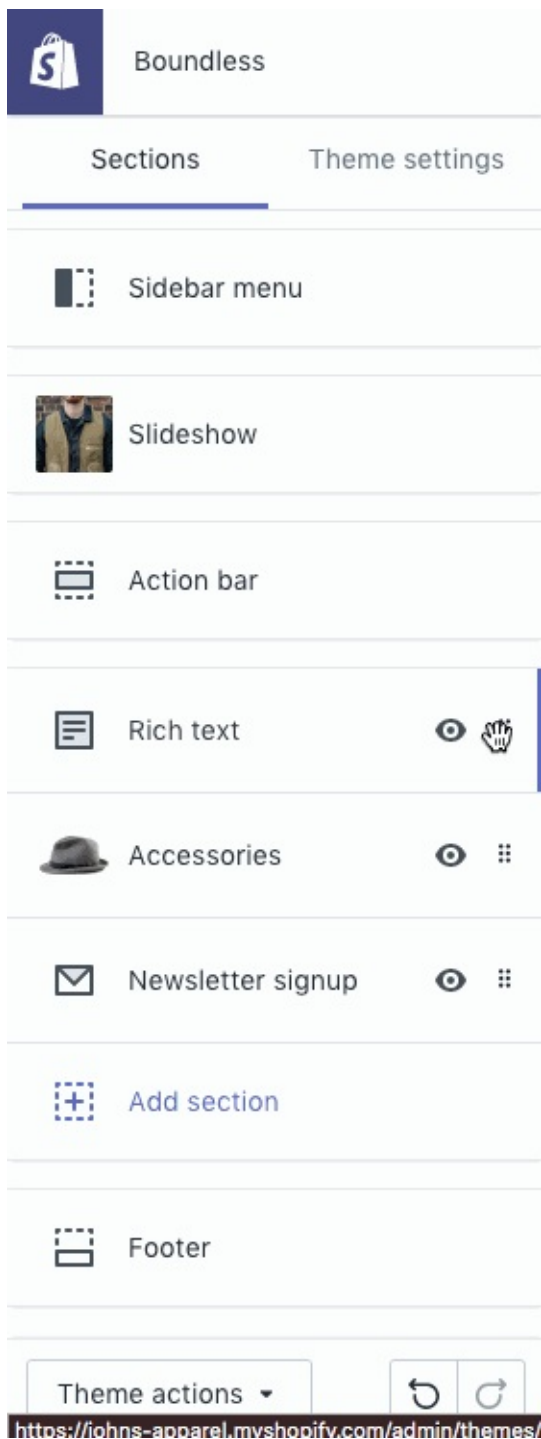 Boundless
Sections Theme settings
Sidebar menu
Slideshow
Action bar
Rich text
Accessories
Newsletter signup
Add section
Footer
Theme actions
https://johns-apparel.myshopify.com/admin/themes/